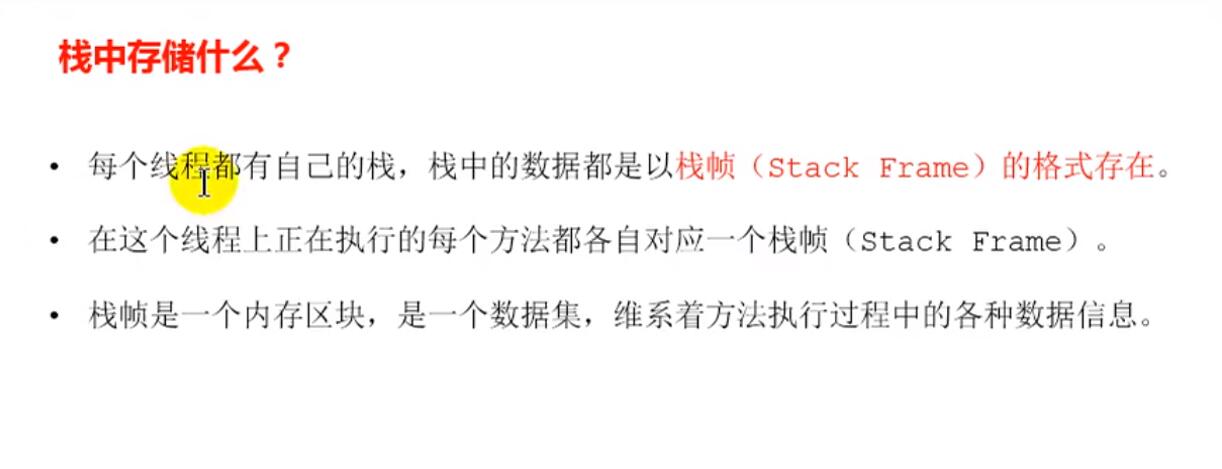 栈中存储什么？
• 每个线程都有自己的栈，栈中的数据都是以栈帧（Stack Frame）的格式存在。
• 在这个线程上正在执行的每个方法都各自对应一个栈帧（Stack Frame）。
• 栈帧是一个内存区块，是一个数据集，维系着方法执行过程中的各种数据信息。